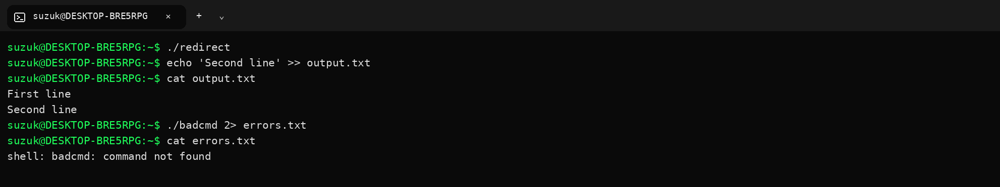 suzuk@DESKTOP-BRE5RPG × + ⌄
suzuk@DESKTOP-BRE5RPG:~$ ./redirect
suzuk@DESKTOP-BRE5RPG:~$ echo 'Second line' >> output.txt
suzuk@DESKTOP-BRE5RPG:~$ cat output.txt
First line
Second line
suzuk@DESKTOP-BRE5RPG:~$ ./badcmd 2> errors.txt
suzuk@DESKTOP-BRE5RPG:~$ cat errors.txt
shell: badcmd: command not found